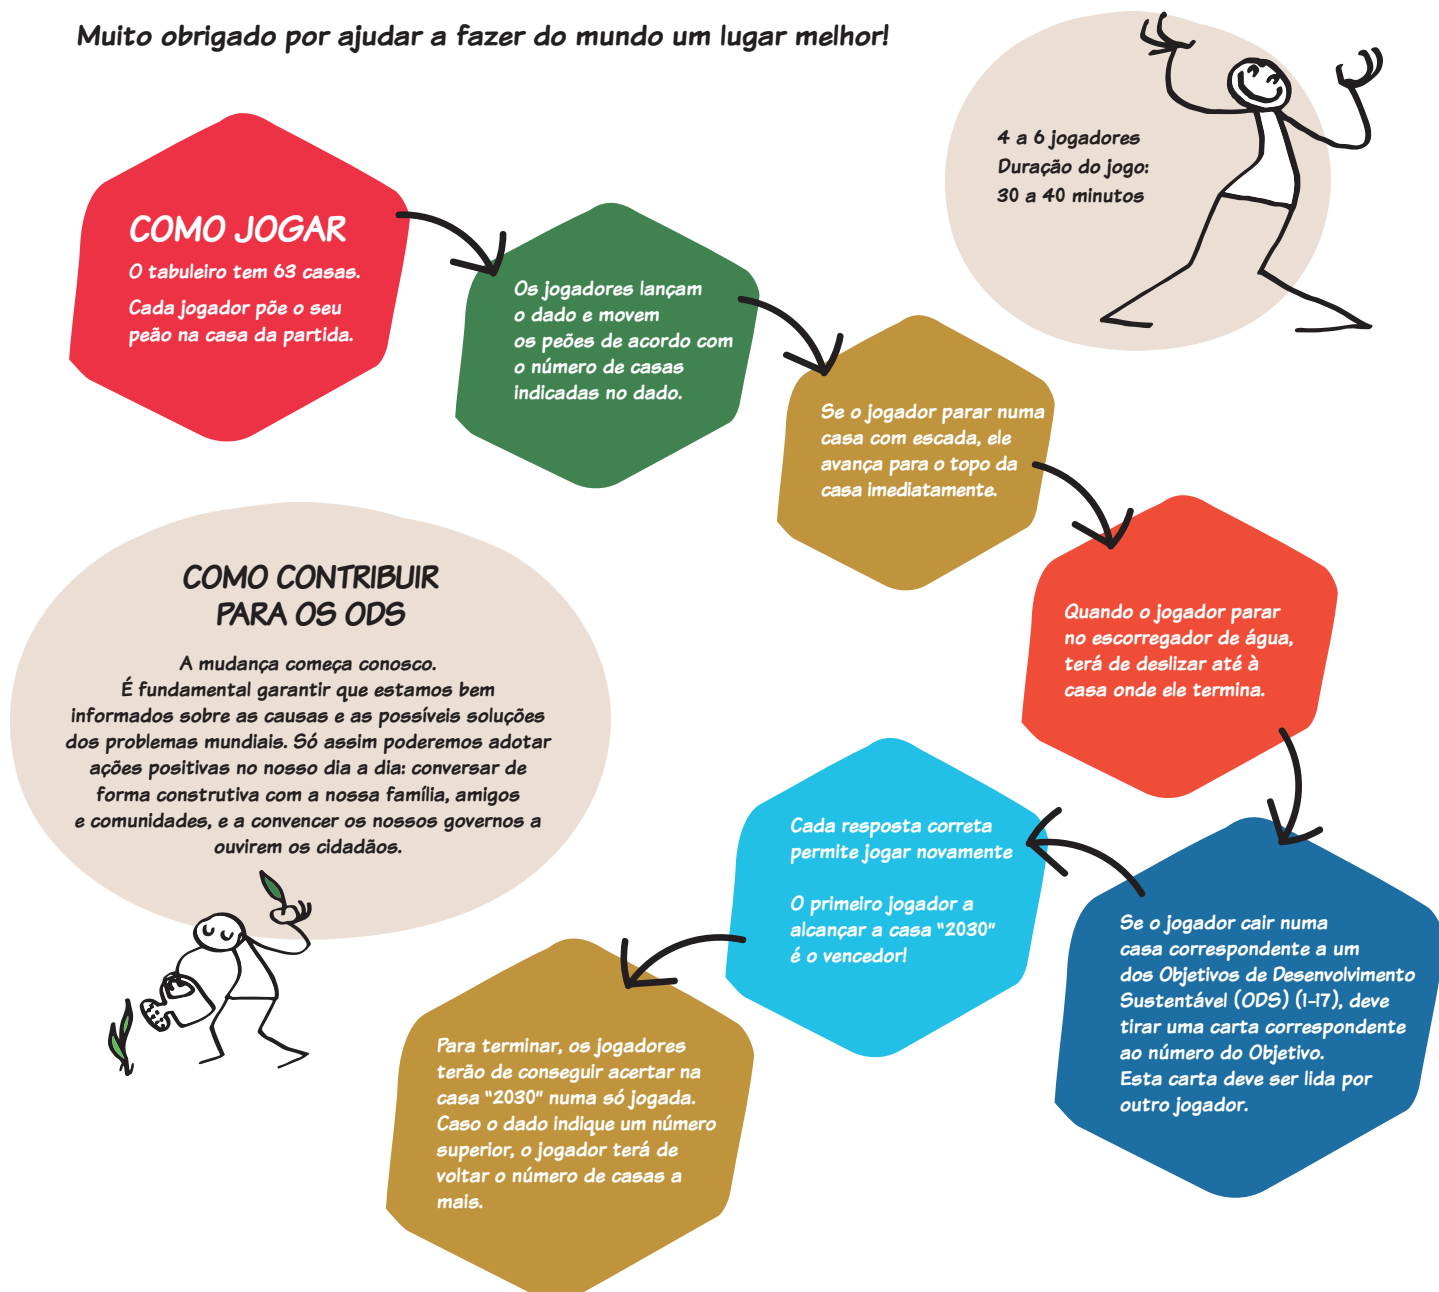 Muito obrigado por ajudar a fazer do mundo um lugar melhor!
4 a 6 jogadores
Duração do jogo:
30 a 40 minutos
COMO JOGAR
O tabuleiro tem 63 casas.
Cada jogador põe o seu
peão na casa da partida.
Os jogadores lançam
o dado e movem
os peões de acordo com
o número de casas
indicadas no dado.
Se o jogador parar numa
casa com escada, ele
avança para o topo da
casa imediatamente.
Quando o jogador parar
no escorregador de água,
terá de deslizar até à
casa onde ele termina.
Se o jogador cair numa
casa correspondente a um
dos Objetivos de Desenvolvimento
Sustentável (ODS) (1-17), deve
tirar uma carta correspondente
ao número do Objetivo.
Esta carta deve ser lida por
outro jogador.
Cada resposta correta
permite jogar novamente
O primeiro jogador a
alcançar a casa "2030"
é o vencedor!
Para terminar, os jogadores
terão de conseguir acertar na
casa "2030" numa só jogada.
Caso o dado indique um número
superior, o jogador terá de
voltar o número de casas a
mais.
COMO CONTRIBUIR
PARA OS ODS
A mudança começa conosco.
É fundamental garantir que estamos bem
informados sobre as causas e as possíveis soluções
dos problemas mundiais. Só assim poderemos adotar
ações positivas no nosso dia a dia: conversar de
forma construtiva com a nossa família, amigos
e comunidades, e a convencer os nossos governos a
ouvirem os cidadãos.